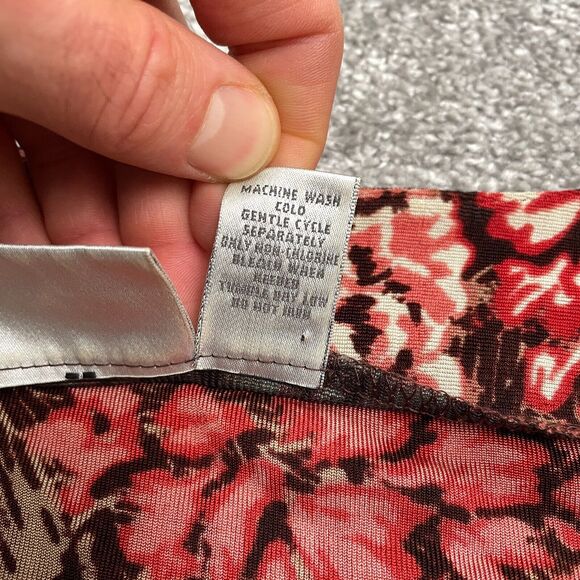 MACHINE WASH
COLD
GENTLE CYCLE
SEPARATELY
ONLY NON-CHLORINE
BLEACH WHEN
NEEDED
TUMBLE DRY LOW
DO NOT IRON